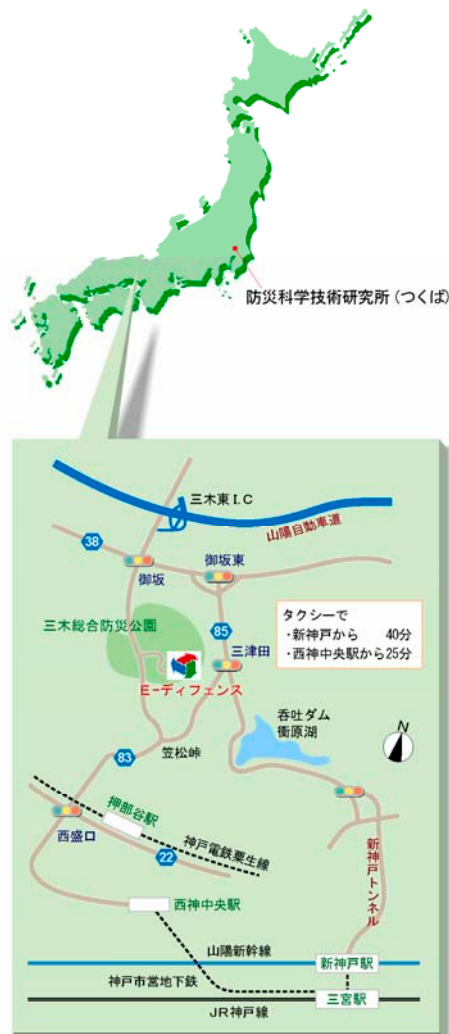 防災科学技術研究所(つくば)
三木東I.C
山陽自動車道
38
御坂東
御坂
三木総合防災公園
85
タクシーで
・新神戸から 40分
・西神中央駅から25分
三津田
E-ディフェンス
呑吐ダム
衝原湖
N
笠松峠
83
押部谷駅
西盛口
神戸電鉄粟生線
22
新神戸トンネル
西神中央駅
山陽新幹線
新神戸駅
神戸市営地下鉄
三宮駅
JR神戸線